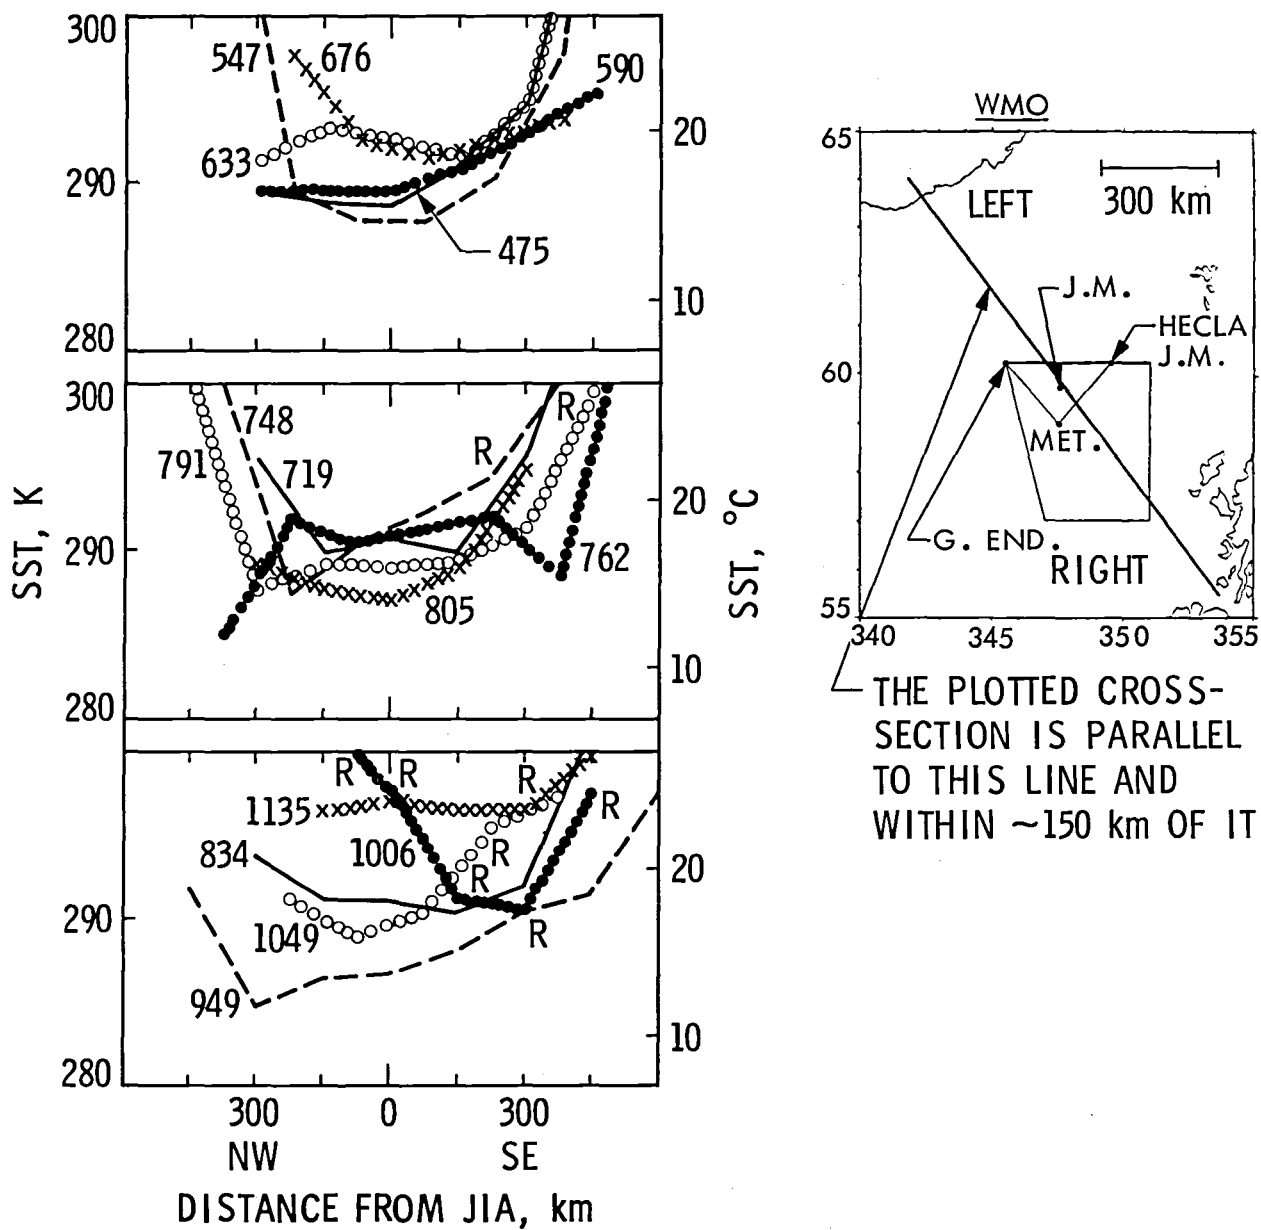 300
290
280
547
676
590
633
475
20
10
300
290
280
748
791
719
R
R
762
805
20
10
SST, K
SST, °C
290
280
R
R
1135
R
834
1006
R
R
1049
R
949
20
10
300
0
300
NW
SE
DISTANCE FROM JIA, km
WMO
65
60
55
LEFT
300 km
J.M.
HECLA
J.M.
MET.
G. END.
RIGHT
340
345
350
355
THE PLOTTED CROSS-
SECTION IS PARALLEL
TO THIS LINE AND
WITHIN ~150 km OF IT